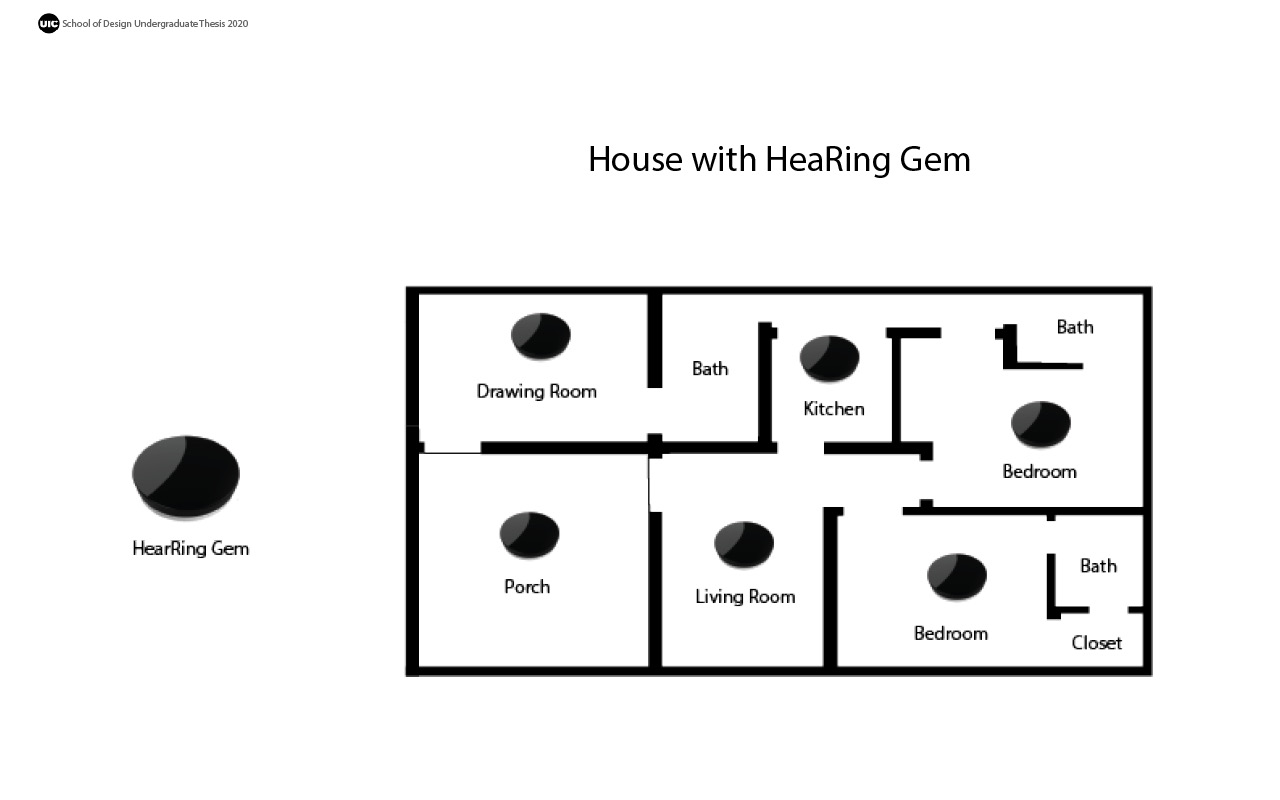 UIC School of Design Undergraduate Thesis 2020
House with HeaRing Gem
Bath
Bath
Drawing Room
Kitchen
Bedroom
HearRing Gem
Porch
Living Room
Bath
Bedroom
Closet